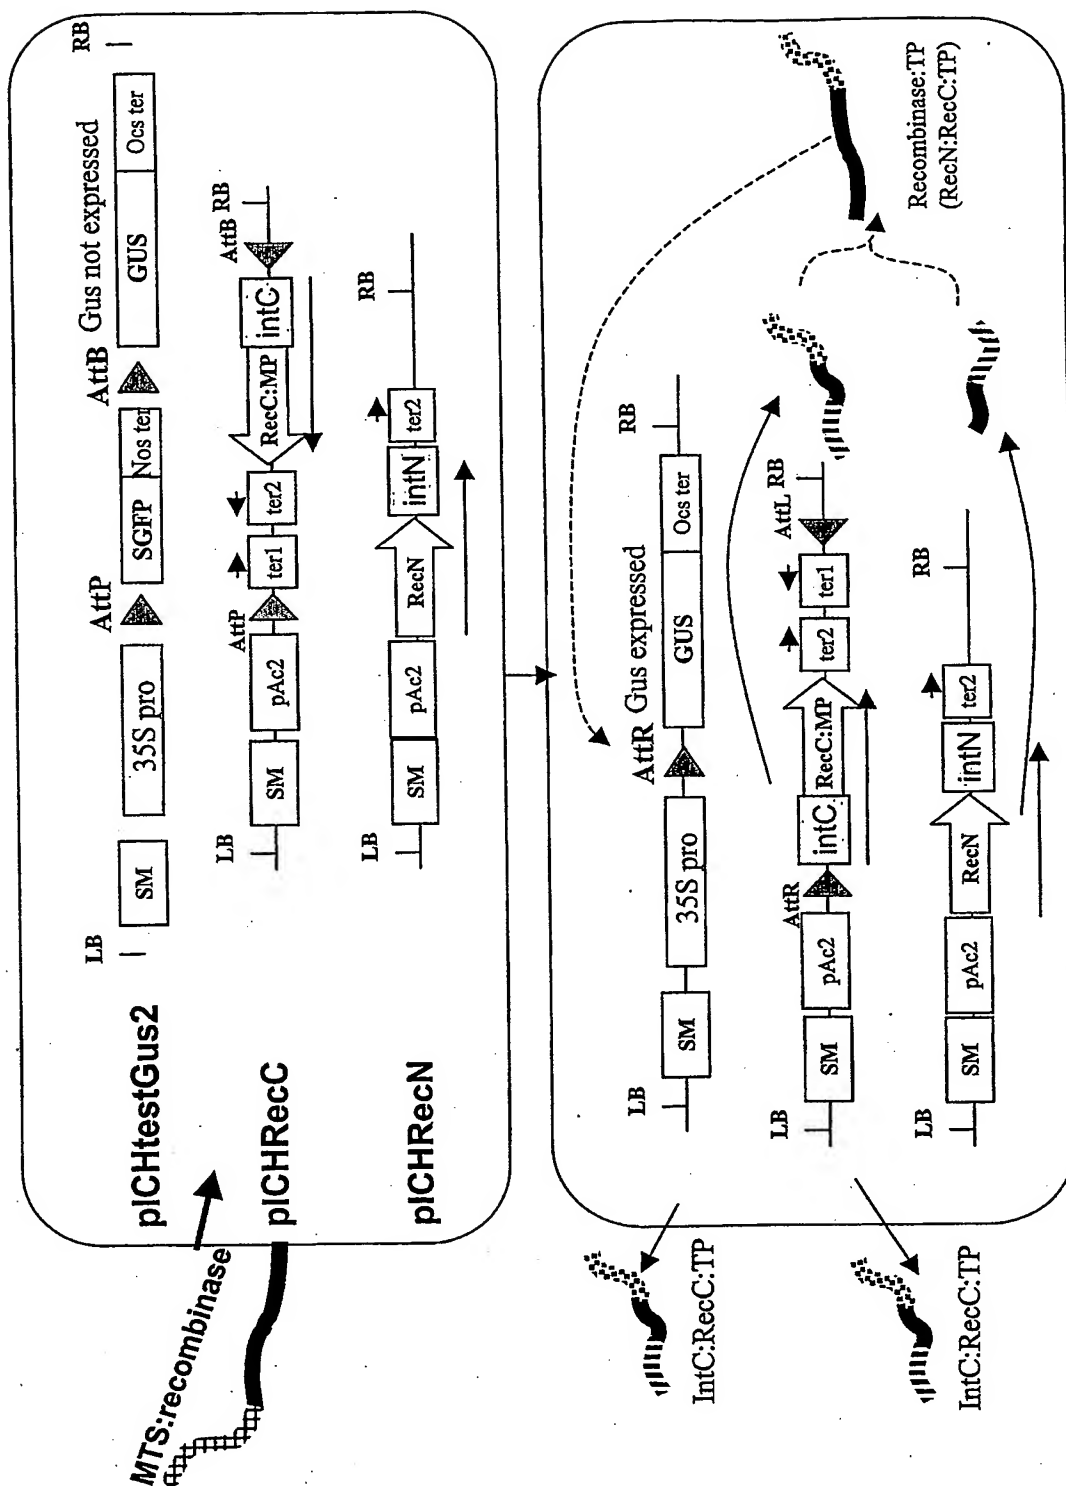 MTS:recombinase
pICHtestGus2
LB
SM
35S pro
AttP
SGFP
Nos ter
AttB
Gus not expressed
GUS
Ocs ter
RB
pICHRecC
LB
SM
pAc2
AttP
ter1
ter2
RecC:MP
intC
AttB
RB
pICHRecN
LB
SM
pAc2
RecN
intN
ter2
RB
LB
SM
35S pro
AttR
Gus expressed
GUS
Ocs ter
RB
LB
SM
pAc2
AttR
intC
RecC:MP
ter2
ter1
AttL
RB
LB
SM
pAc2
RecN
intN
ter2
RB
Recombinase:TP
(RecN:RecC:TP)
IntC:RecC:TP
IntC:RecC:TP